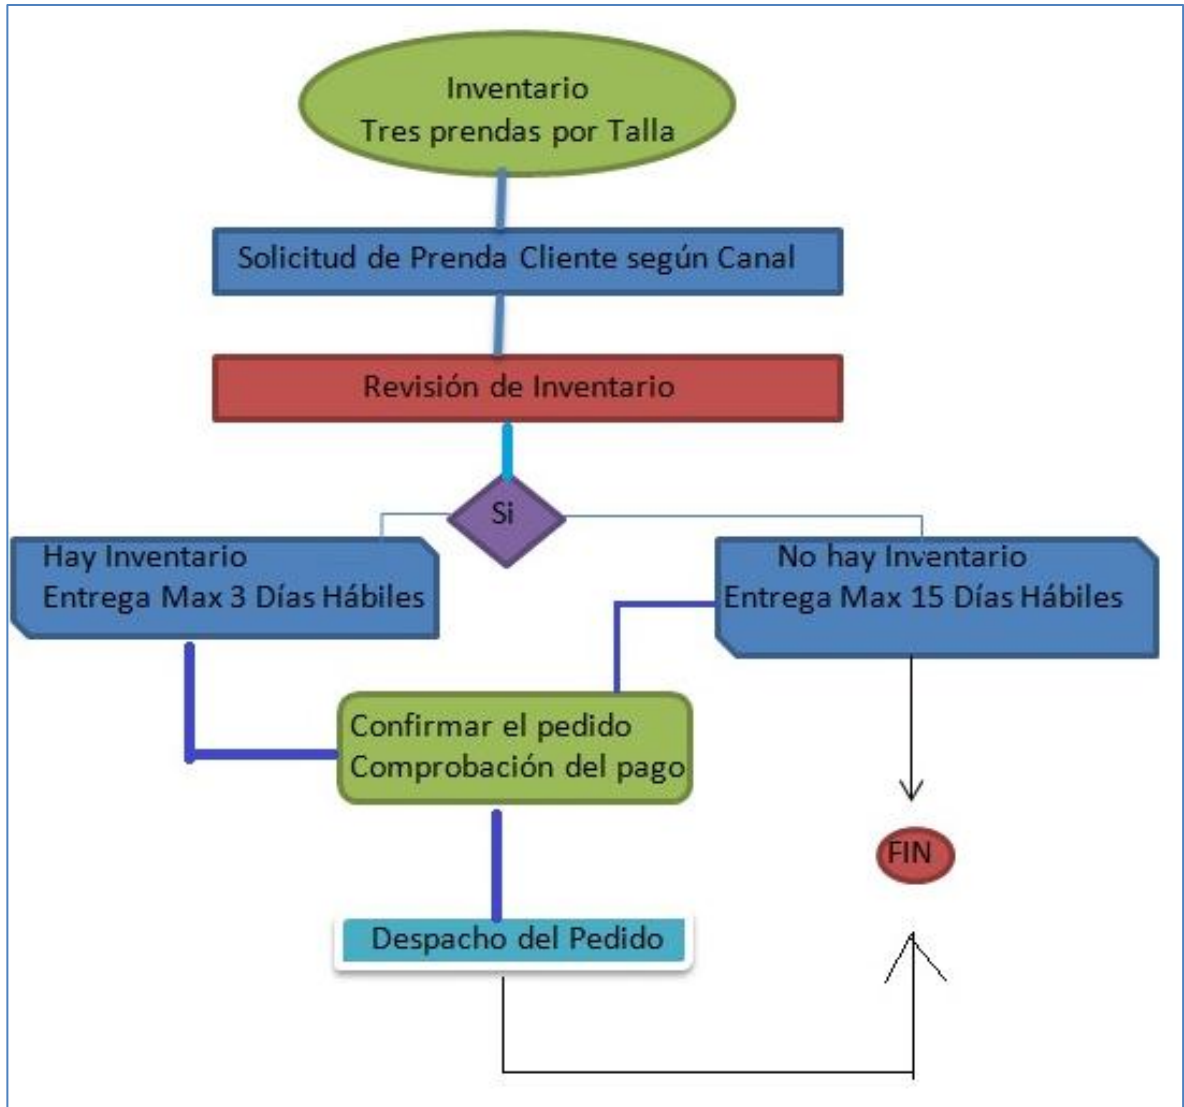 Inventario
Tres prendas por Talla
Solicitud de Prenda Cliente según Canal
Revisión de Inventario
Si
Hay Inventario
Entrega Max 3 Días Hábiles
No hay Inventario
Entrega Max 15 Días Hábiles
Confirmar el pedido
Comprobación del pago
FIN
Despacho del Pedido